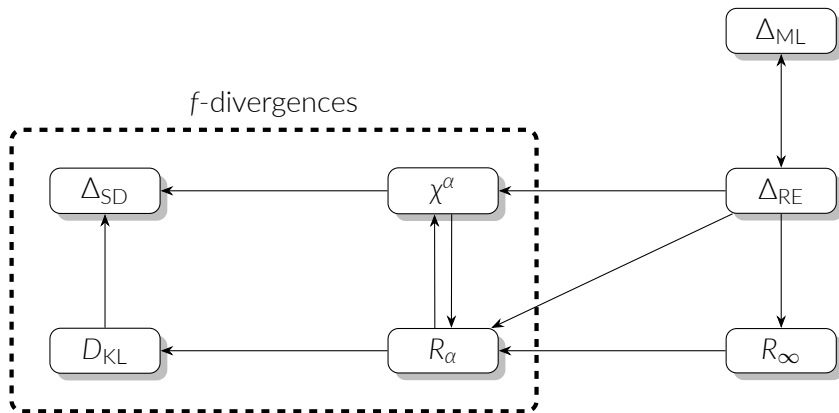 Δ_ML
f-divergences
Δ_SD
χ^α
Δ_RE
D_KL
R_α
R_∞